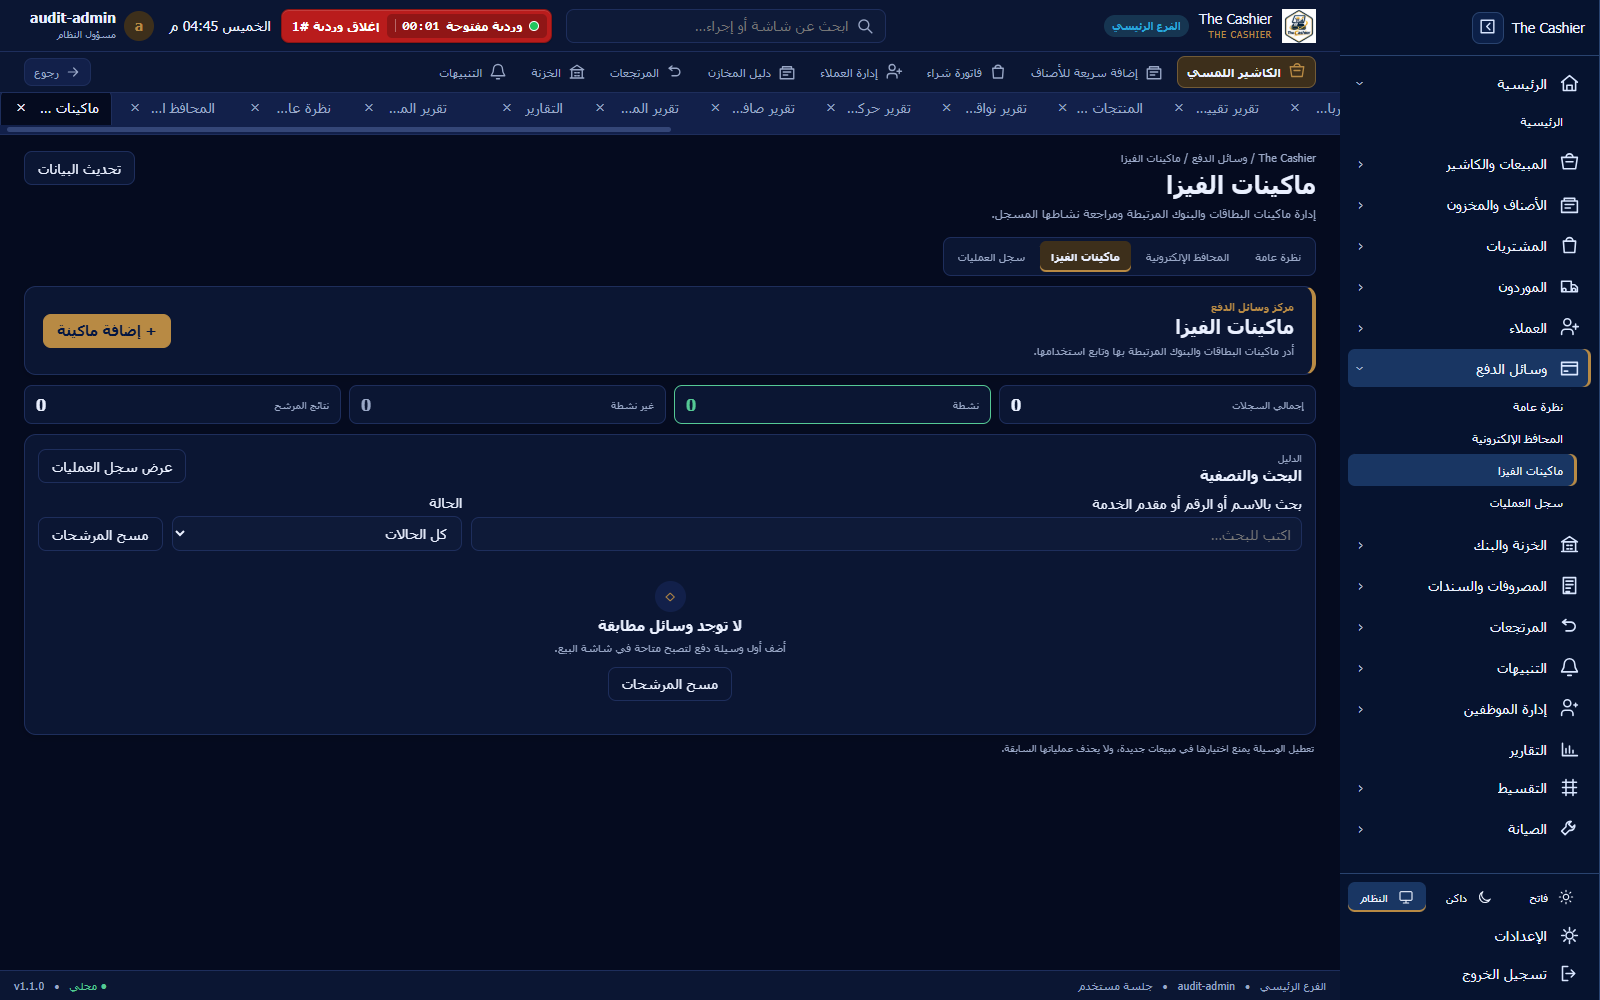 The Cashier
الرئيسية
الرئيسية
المبيعات والكاشير
الأصناف والمخزون
المشتريات
الموردون
العملاء
وسائل الدفع
نظرة عامة
المحافظ الإلكترونية
ماكينات الفيزا
سجل العمليات
الخزنة والبنك
المصروفات والسندات
المرتجعات
التنبيهات
إدارة الموظفين
التقارير
التقسيط
الصيانة
فاتح
داكن
النظام
الإعدادات
تسجيل الخروج
The Cashier
THE CASHIER
الفرع الرئيسي
ابحث عن شاشة أو إجراء...
وردية مفتوحة 00:01
إغلاق وردية #1
الخميس 04:45 م
audit-admin
مسؤول النظام
a
الكاشير اللمسي
إضافة سريعة للأصناف
فاتورة شراء
إدارة العملاء
دليل المخازن
المرتجعات
الخزنة
التنبيهات
رجوع
ربا... ×
تقرير تقييـ... ×
المنتجات ... ×
تقرير نواق... ×
تقرير حركـ... ×
تقرير صافـ... ×
تقرير المـ... ×
التقارير ×
تقرير المـ... ×
نظرة عا... ×
المحافظ ا... ×
ماكينات ... ×
The Cashier / وسائل الدفع / ماكينات الفيزا
ماكينات الفيزا
إدارة ماكينات البطاقات والبنوك المرتبطة ومراجعة نشاطها المسجل.
تحديث البيانات
نظرة عامة
المحافظ الإلكترونية
ماكينات الفيزا
سجل العمليات
مركز وسائل الدفع
ماكينات الفيزا
أدر ماكينات البطاقات والبنوك المرتبطة بها وتابع استخدامها.
+ إضافة ماكينة
إجمالي السجلات 0
نشطة 0
غير نشطة 0
نتائج المرشح 0
الدليل
البحث والتصفية
عرض سجل العمليات
بحث بالاسم أو الرقم أو مقدم الخدمة
اكتب للبحث...
الحالة
كل الحالات
مسح المرشحات
لا توجد وسائل مطابقة
أضف أول وسيلة دفع لتصبح متاحة في شاشة البيع.
مسح المرشحات
تعطيل الوسيلة يمنع اختيارها في مبيعات جديدة، ولا يحذف عملياتها السابقة.
الفرع الرئيسي • audit-admin • جلسة مستخدم
محلي • v1.1.0